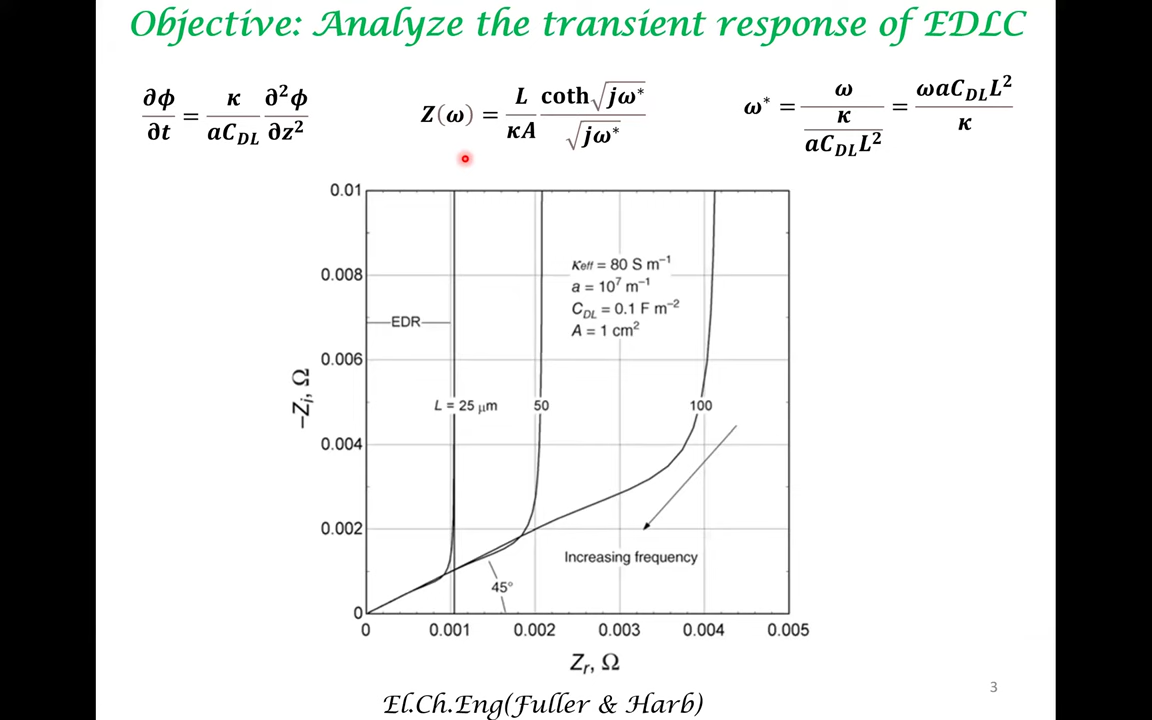 Objective: Analyze the transient response of EDLC
∂ϕ/∂t = κ/aC_DL ∂²ϕ/∂z²
Z(ω) = L/κA coth√jω*/√jω*
ω* = ω/(κ/aC_DL L²) = ωaC_DL L²/κ
0.01
κeff = 80 S m⁻¹
0.008
a = 10⁷ m⁻¹
C_DL = 0.1 F m⁻²
EDR
A = 1 cm²
0.006
−Zi, Ω
L = 25 μm
50
100
0.004
0.002
Increasing frequency
45°
0
0
0.001
0.002
0.003
0.004
0.005
Zr, Ω
3
El.Ch.Eng(Fuller & Harb)